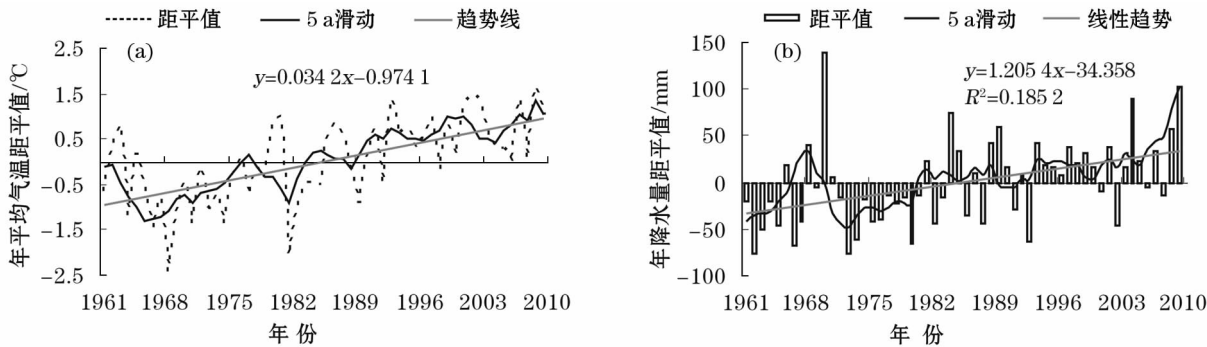 距平值 5 a滑动 趋势线
(a)
y=0.034 2x−0.974 1
年平均气温距平值/℃
2.5
1.5
0.5
−0.5
−1.5
−2.5
1961 1968 1975 1982 1989 1996 2003 2010
年 份
距平值 5 a滑动 线性趋势
(b)
y=1.205 4x−34.358
R²=0.185 2
年降水量距平值/mm
150
100
50
0
−50
−100
1961 1968 1975 1982 1989 1996 2003 2010
年 份